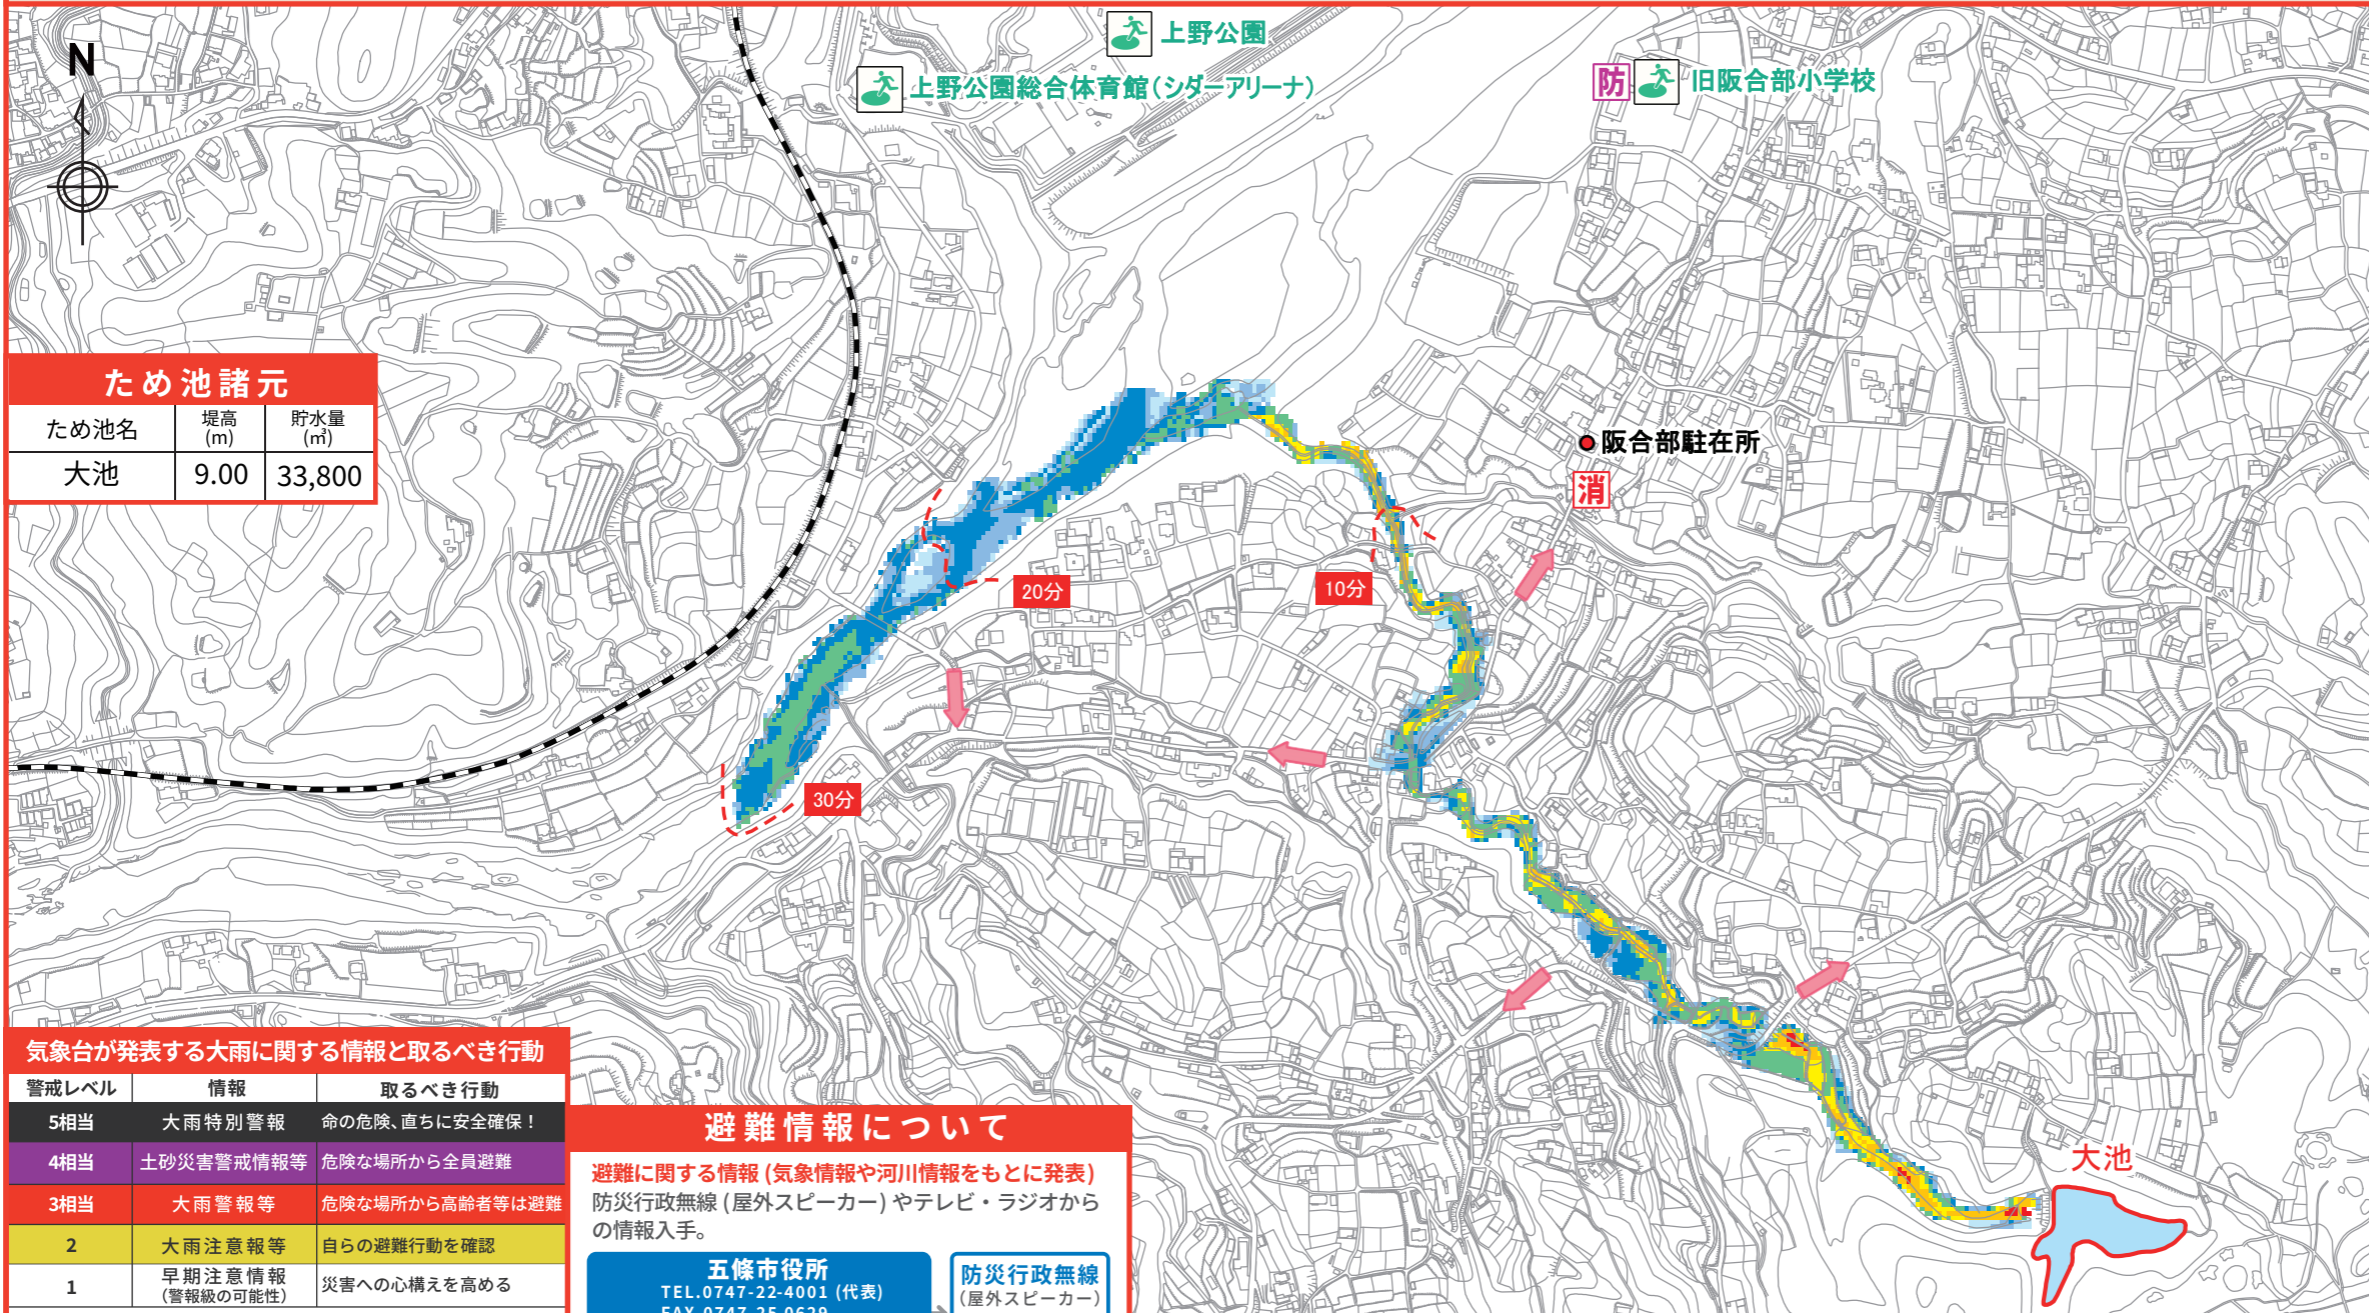 N
上野公園
上野公園総合体育館(シダーアリーナ)
防
旧阪合部小学校
ため池諸元
ため池名 堤高(m) 貯水量(㎥)
大池 9.00 33,800
阪合部駐在所
消
20分
10分
30分
大池
気象台が発表する大雨に関する情報と取るべき行動
警戒レベル 情報 取るべき行動
5相当 大雨特別警報 命の危険、直ちに安全確保！
4相当 土砂災害警戒情報等 危険な場所から全員避難
3相当 大雨警報等 危険な場所から高齢者等は避難
2 大雨注意報等 自らの避難行動を確認
1 早期注意情報(警報級の可能性) 災害への心構えを高める
避難情報について
避難に関する情報(気象情報や河川情報をもとに発表)
防災行政無線(屋外スピーカー)やテレビ・ラジオから
の情報入手。
五條市役所
TEL.0747-22-4001(代表)
FAX.0747-25-0629
防災行政無線
(屋外スピーカー)